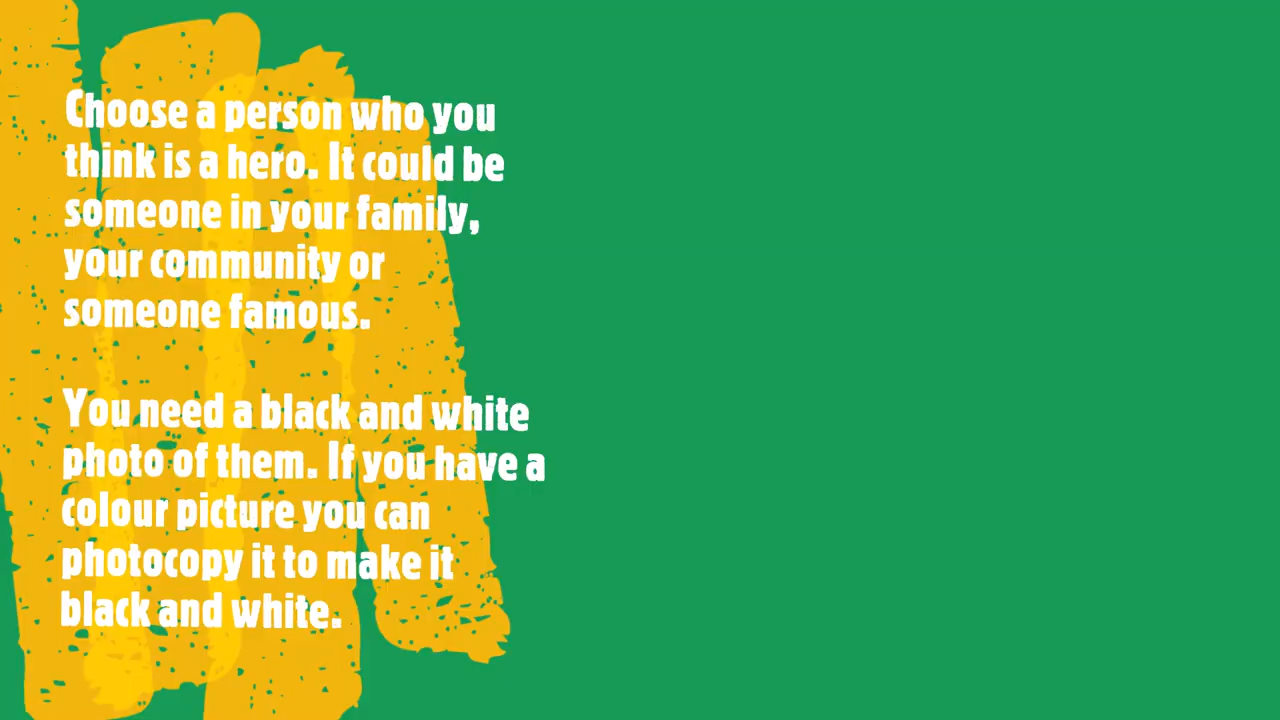 Choose a person who you
think is a hero. It could be
someone in your family,
your community or
someone famous.
You need a black and white
photo of them. If you have a
colour picture you can
photocopy it to make it
black and white.